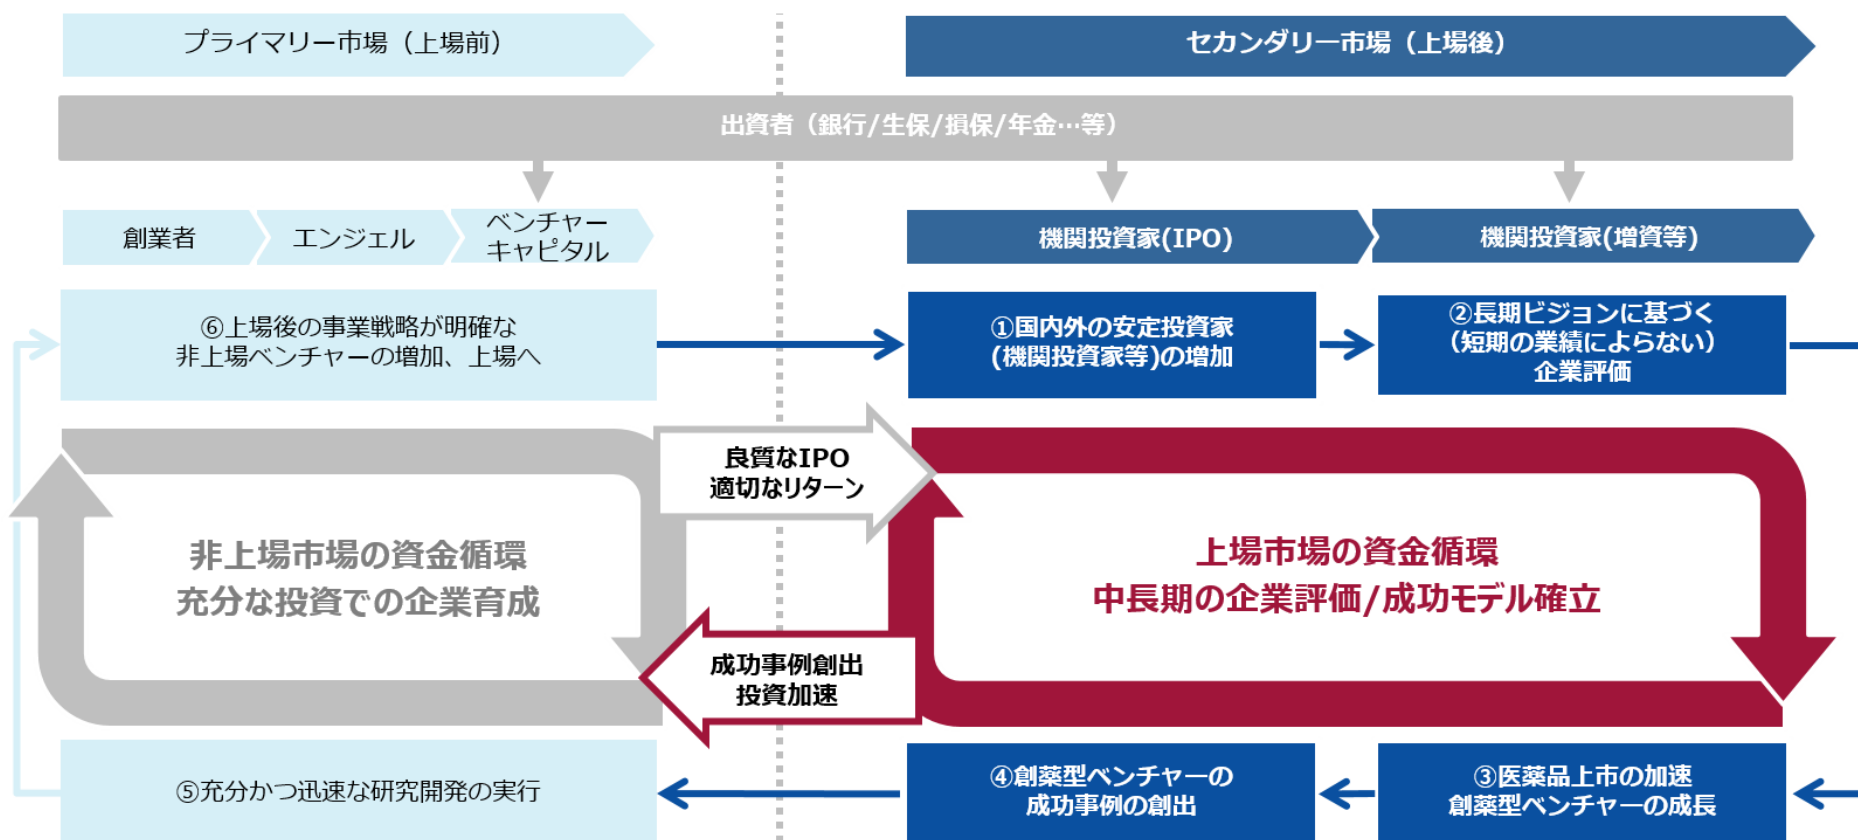 プライマリー市場（上場前）
セカンダリー市場（上場後）
出資者（銀行/生保/損保/年金…等）
創業者
エンジェル
ベンチャー
キャピタル
機関投資家(IPO)
機関投資家(増資等)
⑥上場後の事業戦略が明確な
非上場ベンチャーの増加、上場へ
①国内外の安定投資家
(機関投資家等)の増加
②長期ビジョンに基づく
（短期の業績によらない）
企業評価
良質なIPO
適切なリターン
非上場市場の資金循環
充分な投資での企業育成
上場市場の資金循環
中長期の企業評価/成功モデル確立
成功事例創出
投資加速
⑤充分かつ迅速な研究開発の実行
④創薬型ベンチャーの
成功事例の創出
③医薬品上市の加速
創薬型ベンチャーの成長